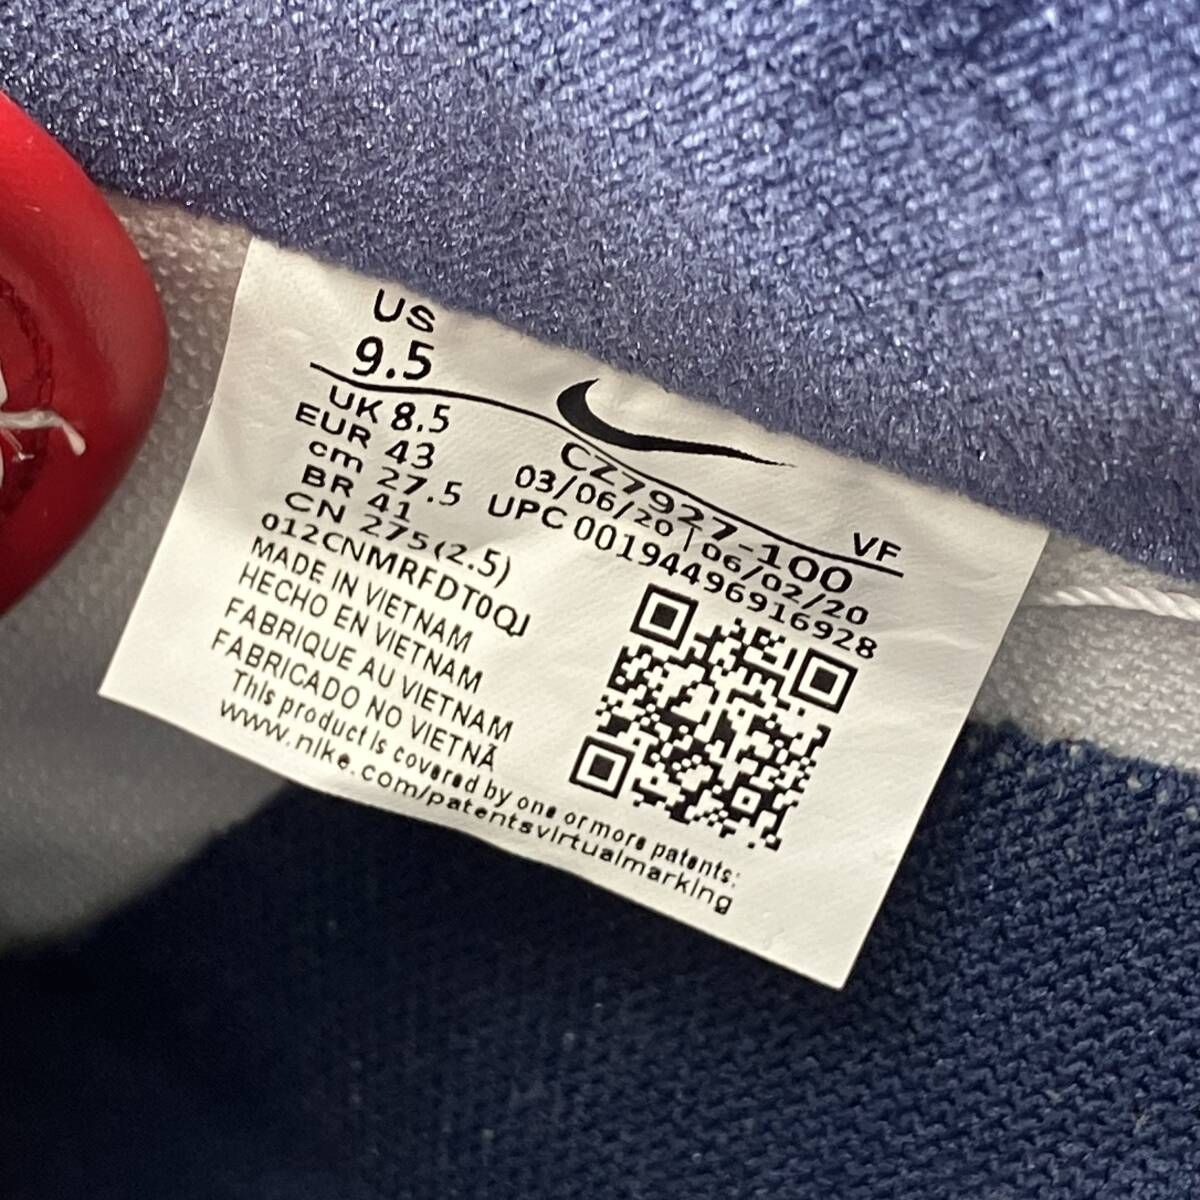 US
9.5
UK 8.5
EUR 43
cm 27.5
BR 41
CN 275(2.5)
012CNMRFDT0QJ
MADE IN VIETNAM
HECHO EN VIETNAM
FABRIQUE AU VIETNAM
FABRICADO NO VIETNÃ
This product is covered by one or more patents:
www.nike.com/patentsvirtualmarking
CZ7927-100 VF
03/06/20 | 06/02/20
UPC 00194496916928